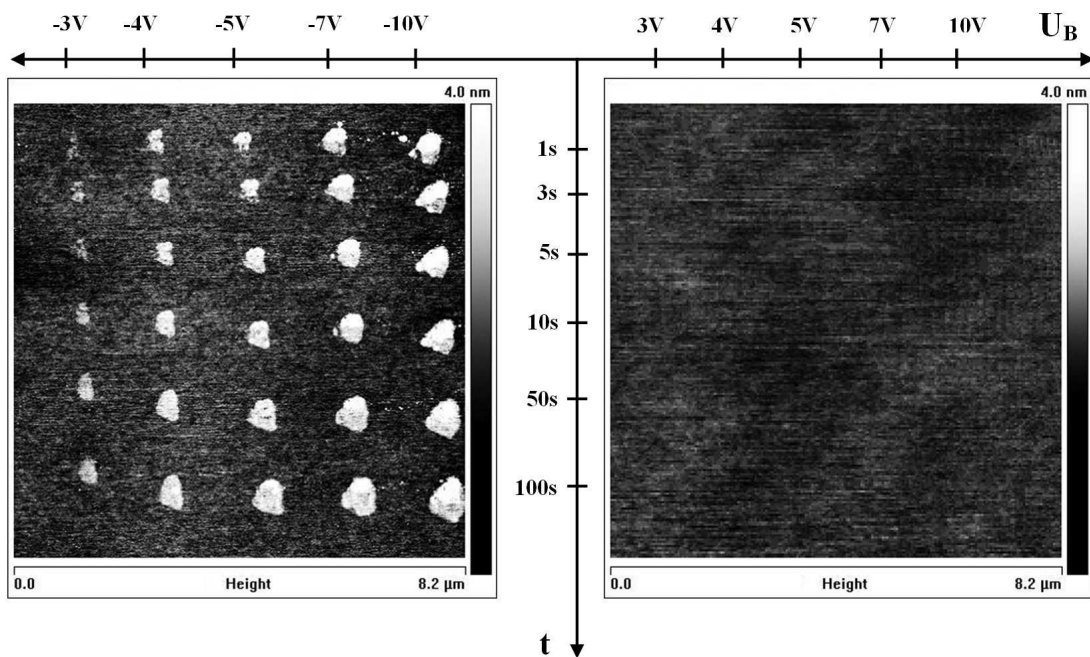 -3V -4V -5V -7V -10V 3V 4V 5V 7V 10V U_B
4.0 nm 4.0 nm
1s
3s
5s
10s
50s
100s
0.0 Height 8.2 μm 0.0 Height 8.2 μm
t